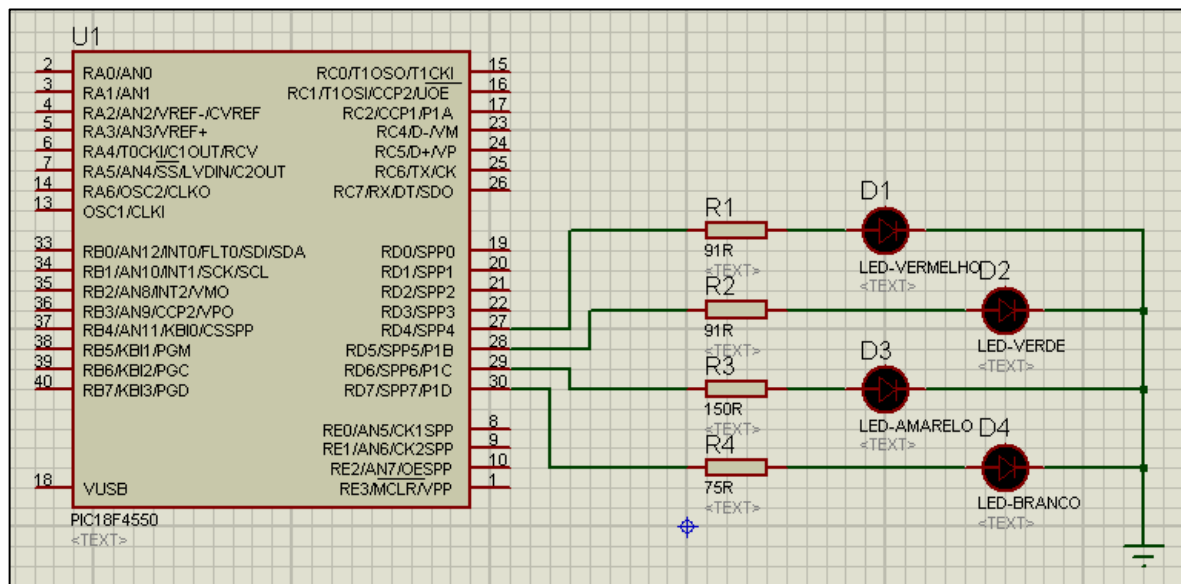 U1
2 RA0/AN0
3 RA1/AN1
4 RA2/AN2/VREF-/CVREF
5 RA3/AN3/VREF+
6 RA4/T0CKI/C1OUT/RCV
7 RA5/AN4/SS/LVDIN/C2OUT
14 RA6/OSC2/CLKO
13 OSC1/CLKI
33 RB0/AN12/INT0/FLT0/SDI/SDA
34 RB1/AN10/INT1/SCK/SCL
35 RB2/AN8/INT2/VMO
36 RB3/AN9/CCP2/VPO
37 RB4/AN11/KBI0/CSSPP
38 RB5/KBI1/PGM
39 RB6/KBI2/PGC
40 RB7/KBI3/PGD
18 VUSB
RC0/T1OSO/T1CKI 15
RC1/T1OSI/CCP2/UOE 16
RC2/CCP1/P1A 17
RC4/D-/VM 23
RC5/D+/VP 24
RC6/TX/CK 25
RC7/RX/DT/SDO 26
RD0/SPP0 19
RD1/SPP1 20
RD2/SPP2 21
RD3/SPP3 22
RD4/SPP4 27
RD5/SPP5/P1B 28
RD6/SPP6/P1C 29
RD7/SPP7/P1D 30
RE0/AN5/CK1SPP 8
RE1/AN6/CK2SPP 9
RE2/AN7/OESPP 10
RE3/MCLR/VPP 1
PIC18F4550
<TEXT>
R1
91R
<TEXT>
D1
LED-VERMELHO
<TEXT>
R2
91R
<TEXT>
D2
LED-VERDE
<TEXT>
R3
150R
<TEXT>
D3
LED-AMARELO
<TEXT>
R4
75R
<TEXT>
D4
LED-BRANCO
<TEXT>